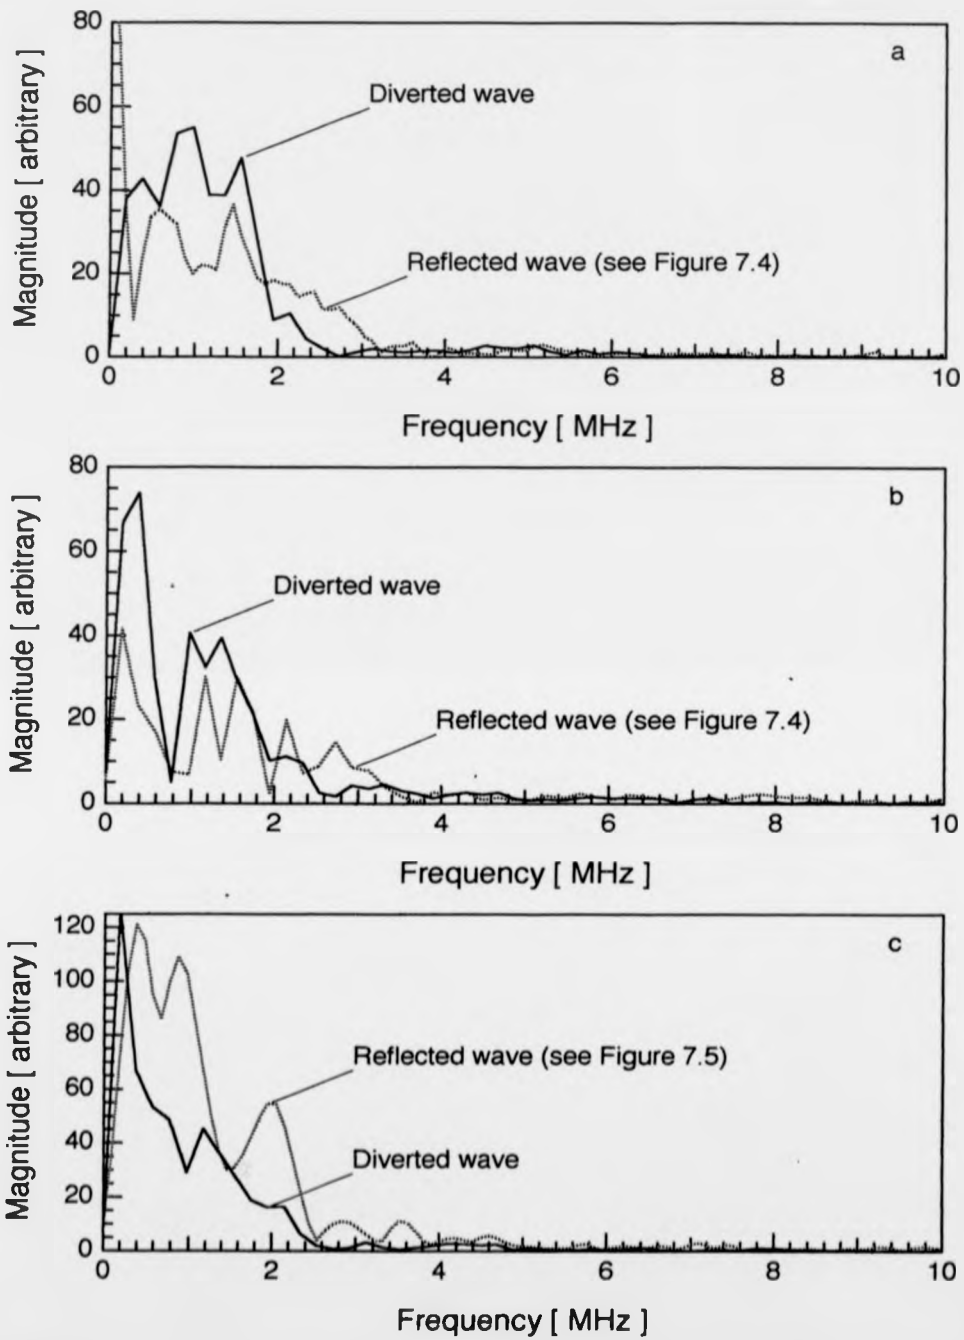 80
60
40
20
0
Magnitude [ arbitrary ]
a
Diverted wave
Reflected wave (see Figure 7.4)
0 2 4 6 8 10
Frequency [ MHz ]
80
60
40
20
0
Magnitude [ arbitrary ]
b
Diverted wave
Reflected wave (see Figure 7.4)
0 2 4 6 8 10
Frequency [ MHz ]
120
100
80
60
40
20
0
Magnitude [ arbitrary ]
c
Reflected wave (see Figure 7.5)
Diverted wave
0 2 4 6 8 10
Frequency [ MHz ]